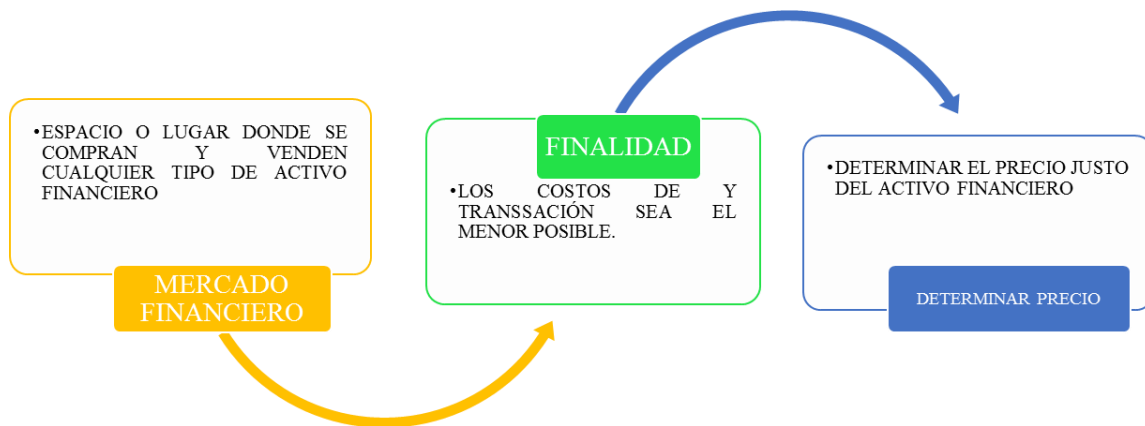 •ESPACIO O LUGAR DONDE SE
COMPRAN Y VENDEN
CUALQUIER TIPO DE ACTIVO
FINANCIERO
MERCADO
FINANCIERO
FINALIDAD
•LOS COSTOS DE Y
TRANSSACIÓN SEA EL
MENOR POSIBLE.
•DETERMINAR EL PRECIO JUSTO
DEL ACTIVO FINANCIERO
DETERMINAR PRECIO